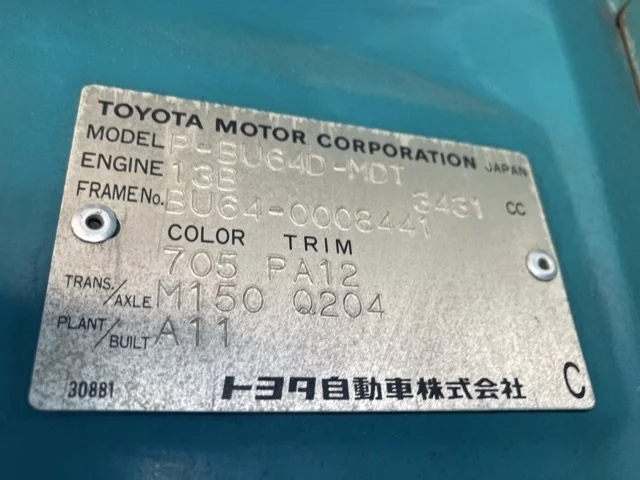 TOYOTA MOTOR CORPORATION JAPAN
MODEL P-BU64D-MDT
ENGINE 13B 3431 CC
FRAME No. BU64-0008441
COLOR TRIM
705 PA12
TRANS./AXLE M150 Q204
PLANT/BUILT A11
30881 トヨタ自動車株式会社 C